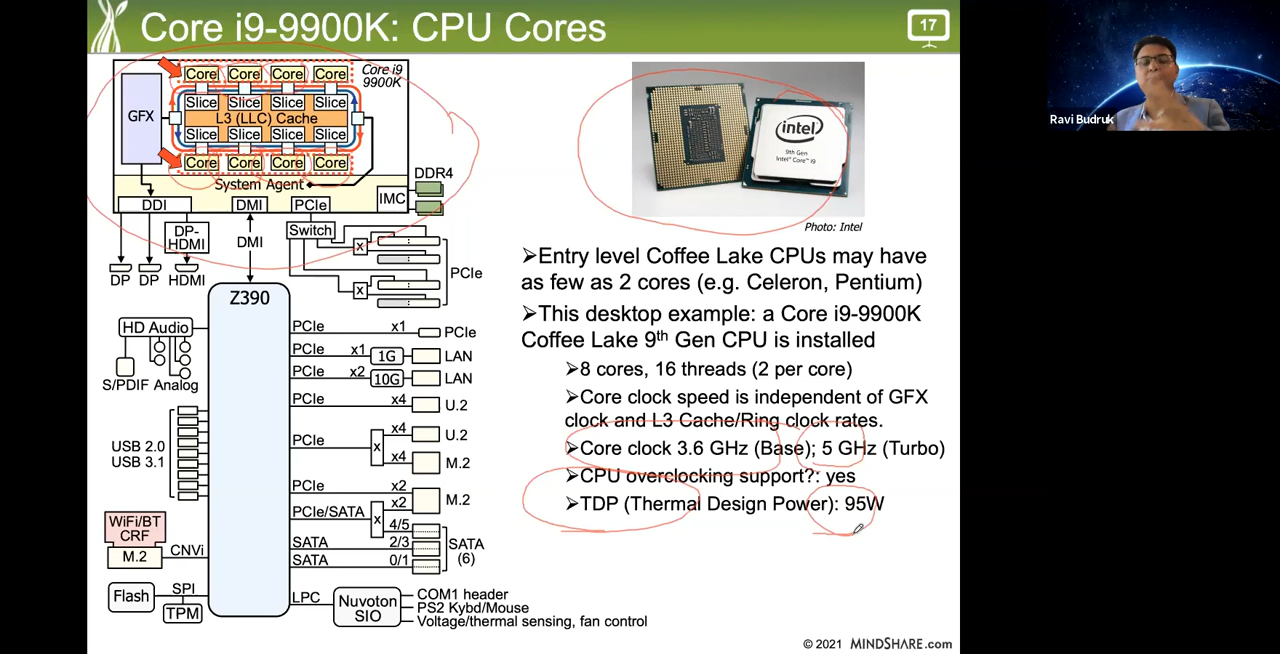 Core i9-9900K: CPU Cores
17
Core Core Core Core
Core i9
9900K
GFX
Slice Slice Slice Slice
L3 (LLC) Cache
Slice Slice Slice Slice
Core Core Core Core
System Agent
DDR4
DDI
DMI
PCIe
IMC
DP-
HDMI
DMI
Switch
x
x
PCIe
DP DP HDMI
Z390
HD Audio
S/PDIF Analog
PCIe x1 PCIe
PCIe x1 1G LAN
PCIe x2 10G LAN
PCIe x4 U.2
PCIe x x4 U.2
x4 M.2
USB 2.0
USB 3.1
PCIe x2 M.2
PCIe/SATA x x2
4/5
SATA 2/3
SATA 0/1
SATA
(6)
WiFi/BT
CRF
M.2
CNVi
Flash
SPI
TPM
LPC
Nuvoton
SIO
COM1 header
PS2 Kybd/Mouse
Voltage/thermal sensing, fan control
intel
9th Gen
Intel® Core™ i9
Photo: Intel
➢Entry level Coffee Lake CPUs may have
as few as 2 cores (e.g. Celeron, Pentium)
➢This desktop example: a Core i9-9900K
Coffee Lake 9th Gen CPU is installed
➢8 cores, 16 threads (2 per core)
➢Core clock speed is independent of GFX
clock and L3 Cache/Ring clock rates.
➢Core clock 3.6 GHz (Base); 5 GHz (Turbo)
➢CPU overclocking support?: yes
➢TDP (Thermal Design Power): 95W
© 2021 MINDSHARE.com
Ravi Budruk